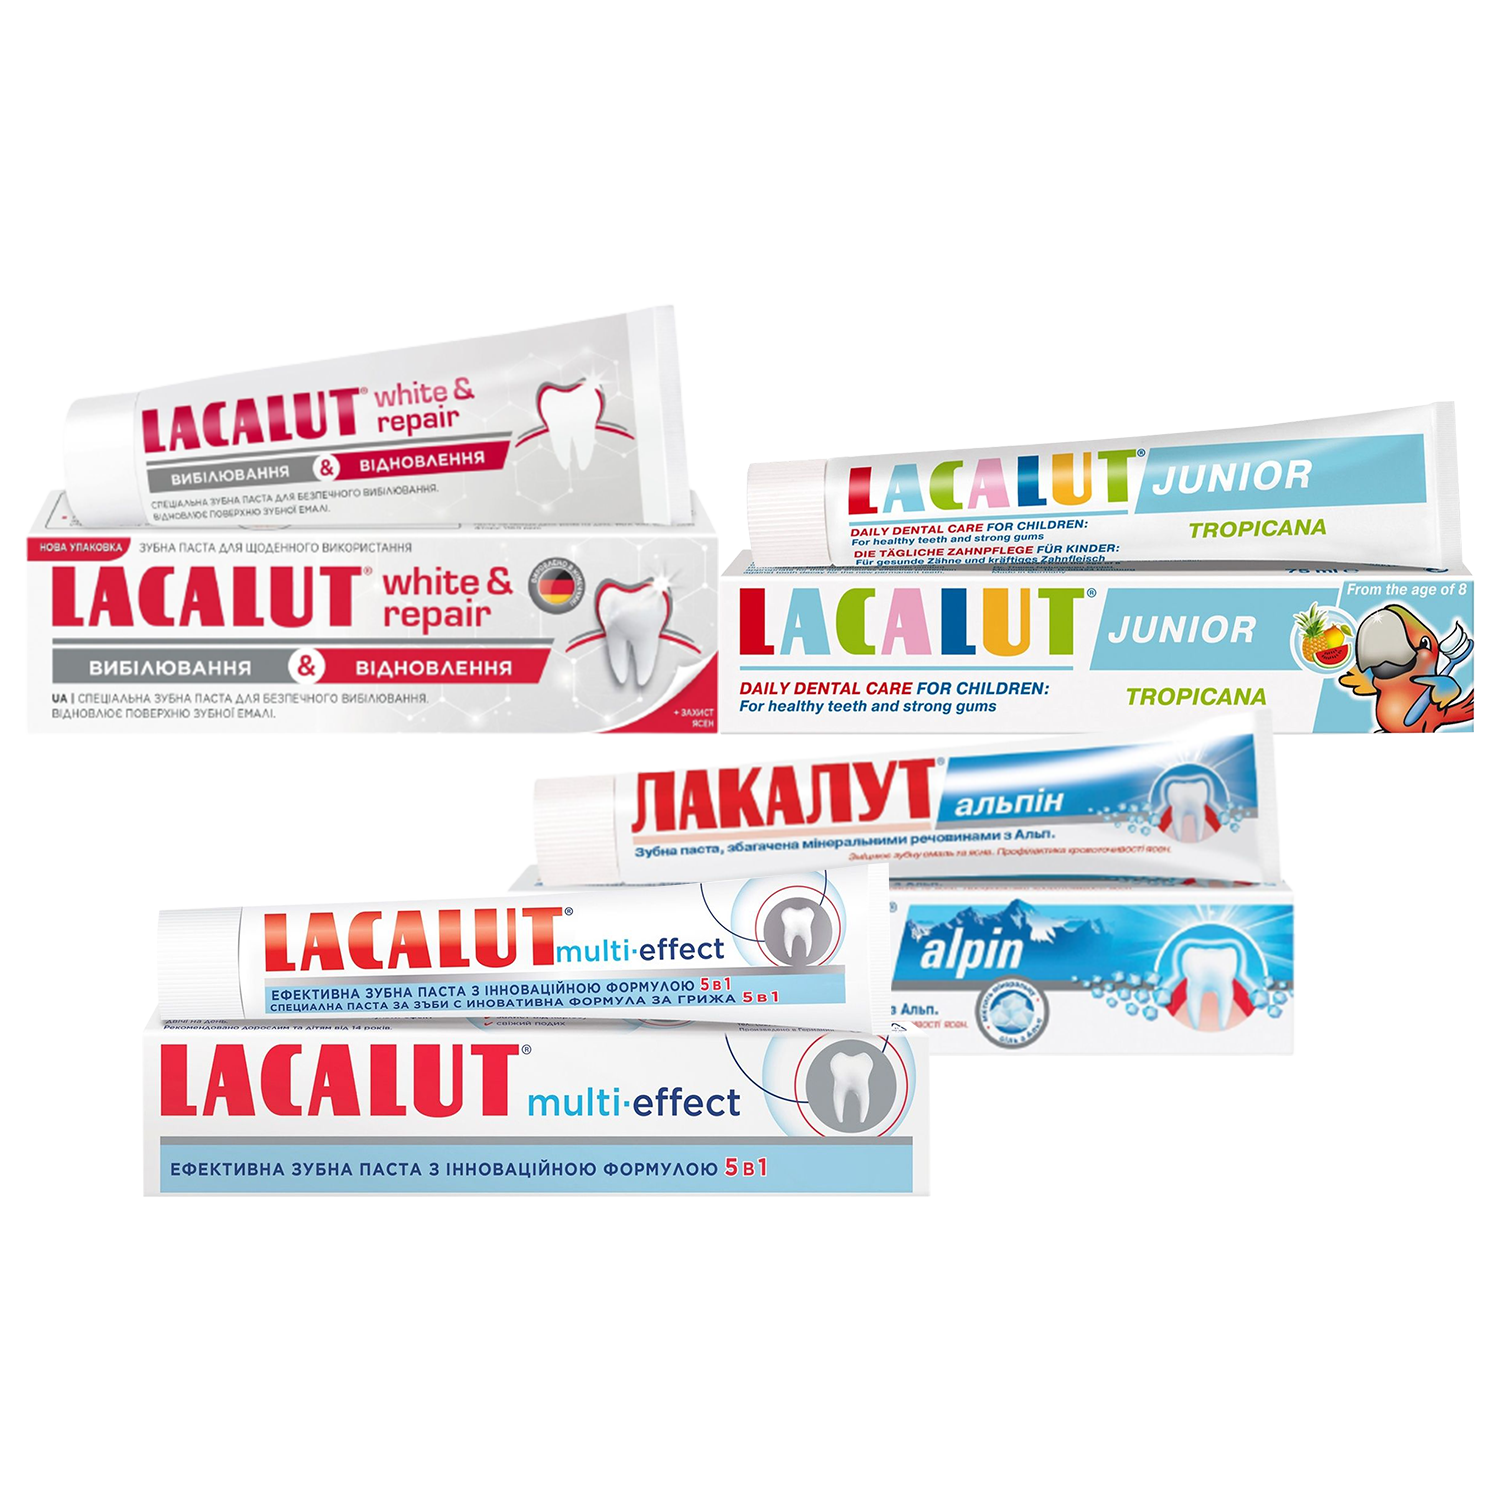 LACALUT® white &
repair
ВИБІЛЮВАННЯ & ВІДНОВЛЕННЯ
СПЕЦІАЛЬНА ЗУБНА ПАСТА ДЛЯ БЕЗПЕЧНОГО ВИБІЛЮВАННЯ.
ВІДНОВЛЮЄ ПОВЕРХНЮ ЗУБНОЇ ЕМАЛІ.
НОВА УПАКОВКА ЗУБНА ПАСТА ДЛЯ ЩОДЕННОГО ВИКОРИСТАННЯ
LACALUT® white &
repair
ВИБІЛЮВАННЯ & ВІДНОВЛЕННЯ
UA | СПЕЦІАЛЬНА ЗУБНА ПАСТА ДЛЯ БЕЗПЕЧНОГО ВИБІЛЮВАННЯ.
ВІДНОВЛЮЄ ПОВЕРХНЮ ЗУБНОЇ ЕМАЛІ.
+ ЗАХИСТ
ЯСЕН
LACALUT® JUNIOR
TROPICANA
DAILY DENTAL CARE FOR CHILDREN:
For healthy teeth and strong gums
DIE TÄGLICHE ZAHNPFLEGE FÜR KINDER:
Für gesunde Zähne und kräftiges Zahnfleisch
75 ml e
LACALUT® JUNIOR
From the age of 8
DAILY DENTAL CARE FOR CHILDREN:
For healthy teeth and strong gums
TROPICANA
ЛАКАЛУТ® альпін
Зубна паста, збагачена мінеральними речовинами з Альп.
Зміцнює зубну емаль та ясна. Профілактика кровоточивості ясен.
alpin
з Альп.
LACALUT® multi·effect
ЕФЕКТИВНА ЗУБНА ПАСТА З ІННОВАЦІЙНОЮ ФОРМУЛОЮ 5 в 1
СПЕЦИАЛНА ПАСТА ЗА ЗЪБИ С ИНОВАТИВНА ФОРМУЛА ЗА ГРИЖА 5 в 1
Рекомендовано дорослим та дітям від 14 років.
✓ свіжий подих
LACALUT® multi·effect
ЕФЕКТИВНА ЗУБНА ПАСТА З ІННОВАЦІЙНОЮ ФОРМУЛОЮ 5 в 1